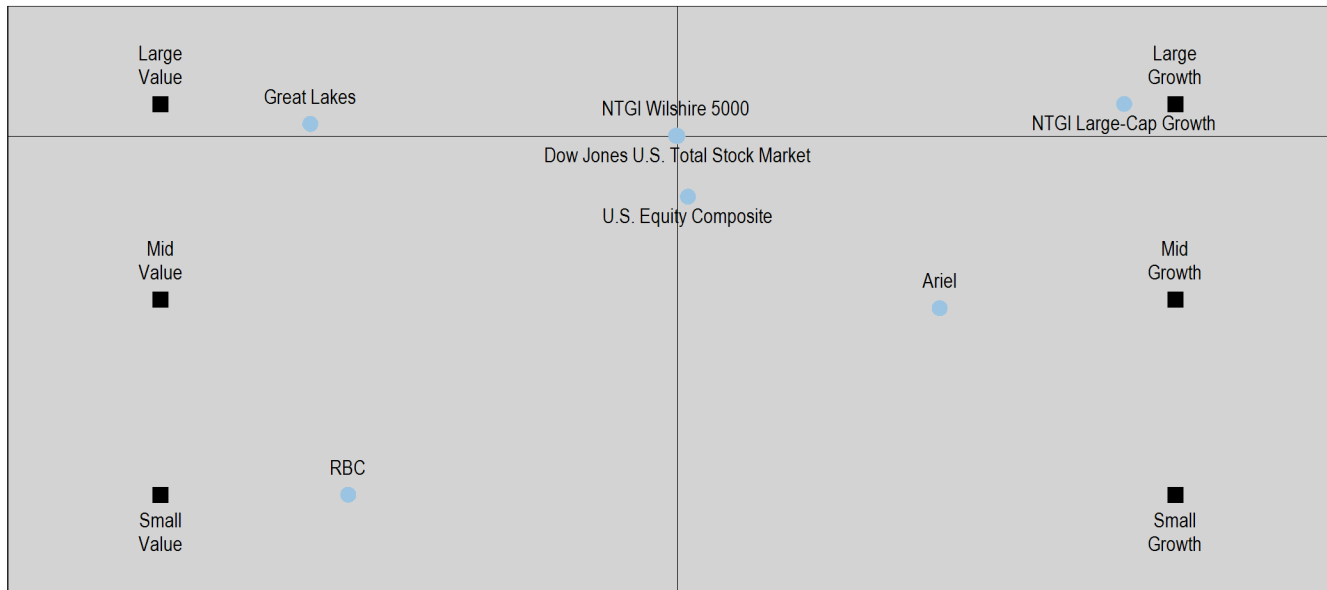 Large
Value
Great Lakes
NTGI Wilshire 5000
Large
Growth
NTGI Large-Cap Growth
Dow Jones U.S. Total Stock Market
U.S. Equity Composite
Mid
Value
Ariel
Mid
Growth
RBC
Small
Value
Small
Growth